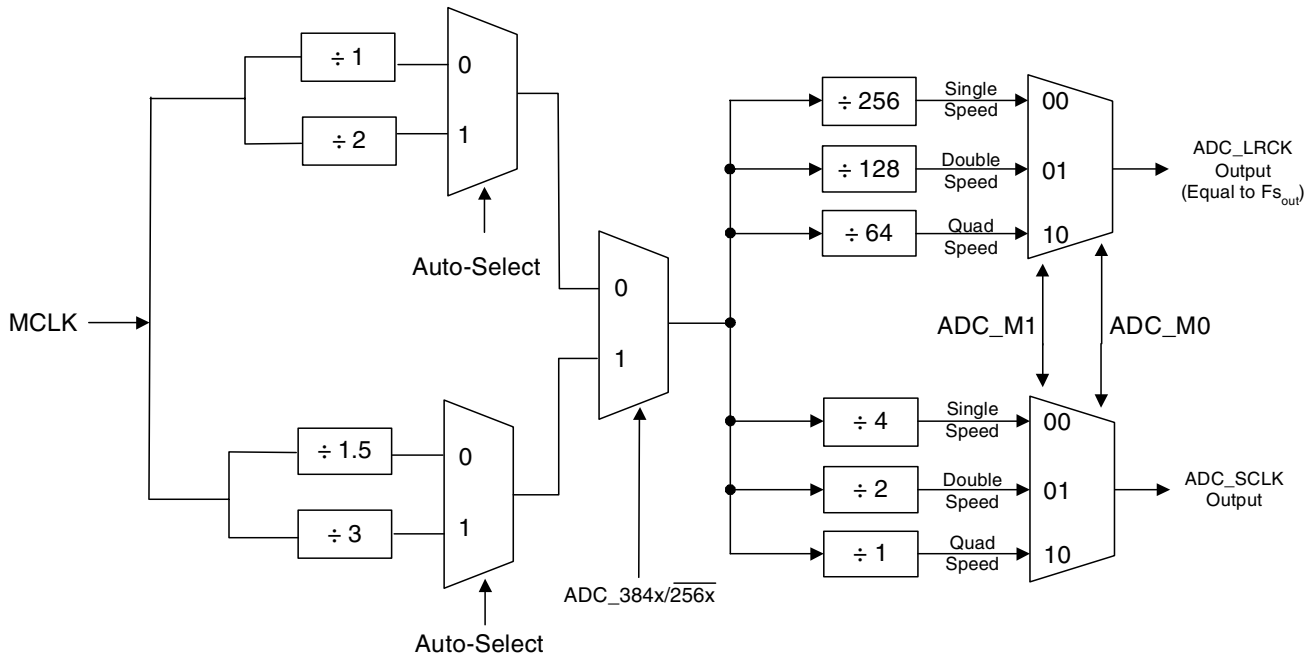 ÷ 1
÷ 2
0
1
Auto-Select
MCLK
÷ 1.5
÷ 3
0
1
Auto-Select
0
1
ADC_384x/256x
÷ 256
Single
Speed
÷ 128
Double
Speed
÷ 64
Quad
Speed
00
01
10
ADC_LRCK
Output
(Equal to Fsout)
ADC_M1
ADC_M0
÷ 4
Single
Speed
÷ 2
Double
Speed
÷ 1
Quad
Speed
00
01
10
ADC_SCLK
Output